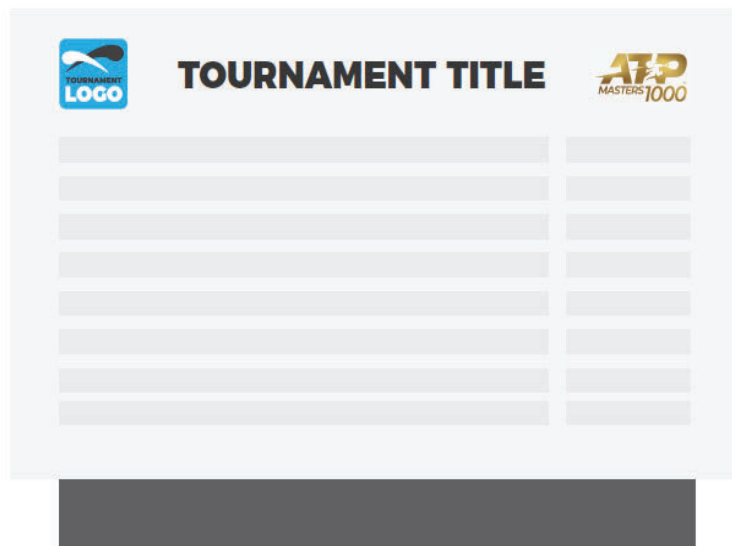 TOURNAMENT
LOGO
TOURNAMENT TITLE
ATP
MASTERS 1000